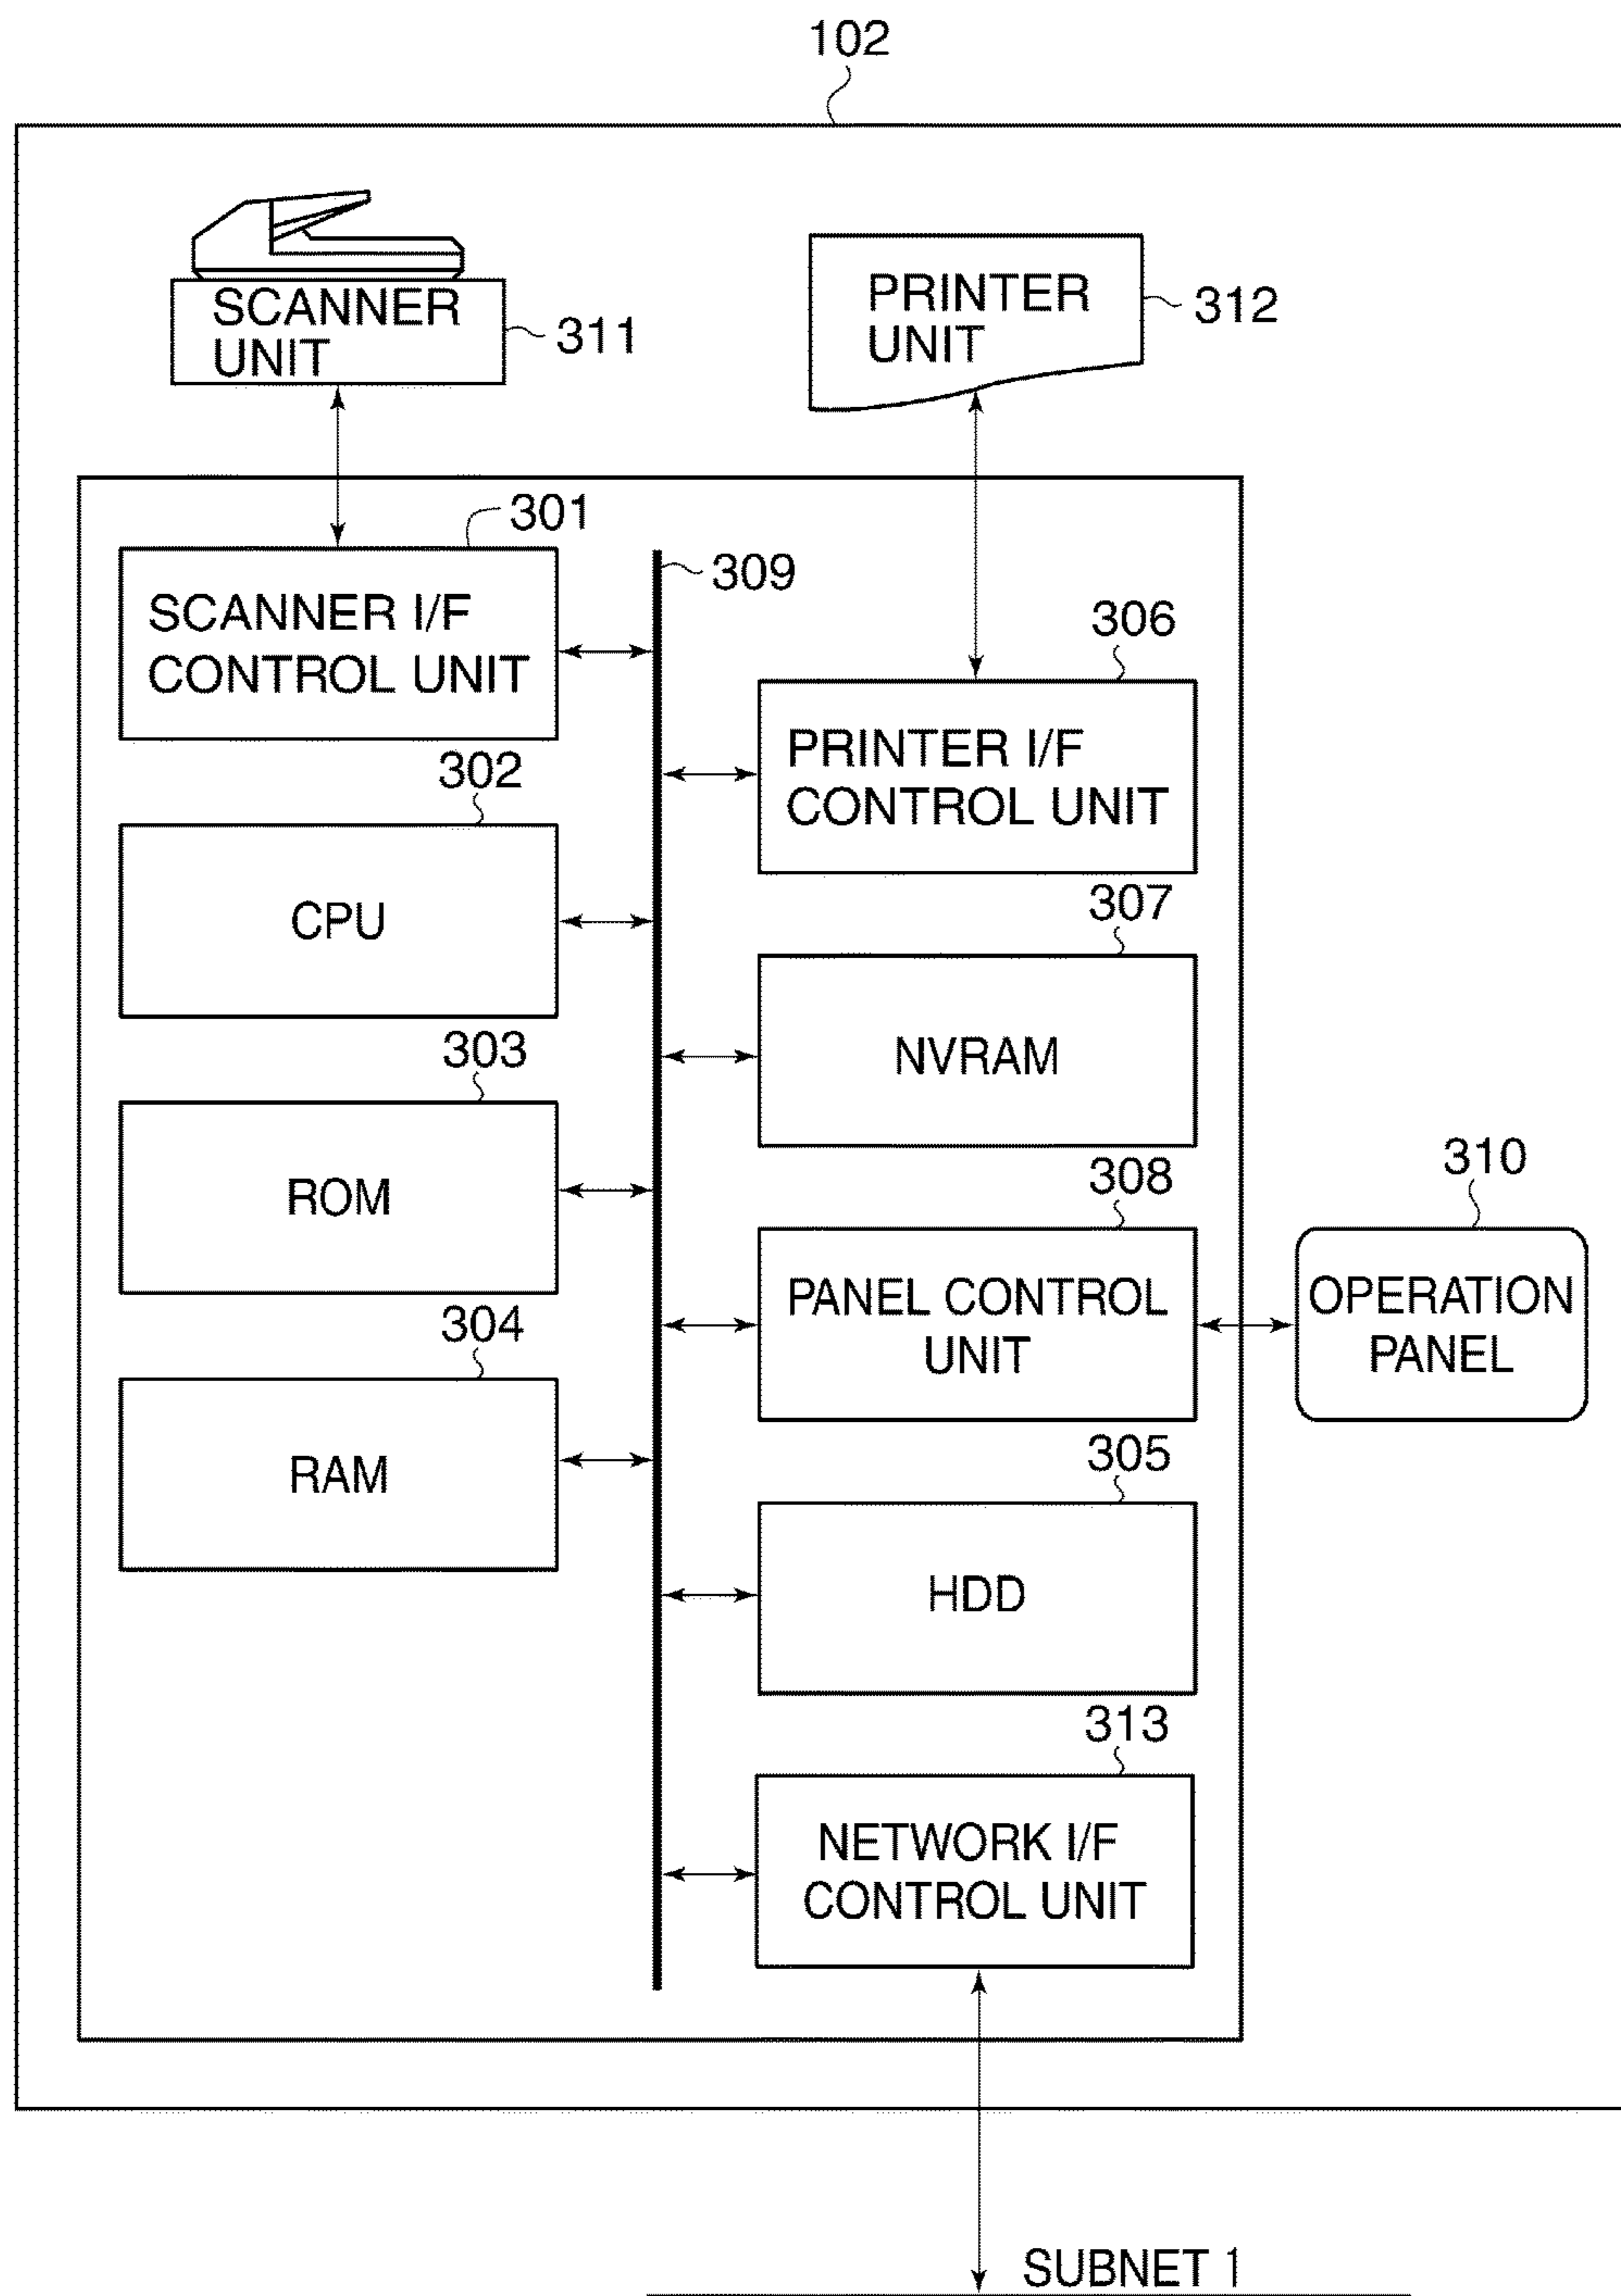 102
SCANNER
UNIT
311
PRINTER
UNIT
312
301
SCANNER I/F
CONTROL UNIT
309
302
CPU
303
ROM
304
RAM
306
PRINTER I/F
CONTROL UNIT
307
NVRAM
308
PANEL CONTROL
UNIT
310
OPERATION
PANEL
305
HDD
313
NETWORK I/F
CONTROL UNIT
SUBNET 1